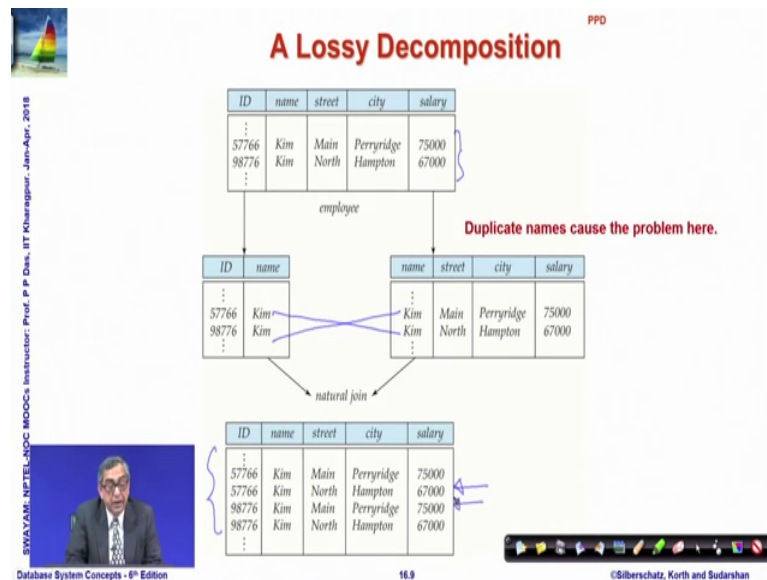 PPD
A Lossy Decomposition
SWAYAM: NPTEL-NOC MOOCs Instructor: Prof. P P Das, IIT Kharagpur. Jan-Apr, 2018
ID name street city salary
57766 Kim Main Perryridge 75000
98776 Kim North Hampton 67000
employee
Duplicate names cause the problem here.
ID name
57766 Kim
98776 Kim
name street city salary
Kim Main Perryridge 75000
Kim North Hampton 67000
natural join
ID name street city salary
57766 Kim Main Perryridge 75000
57766 Kim North Hampton 67000
98776 Kim Main Perryridge 75000
98776 Kim North Hampton 67000
Database System Concepts - 6th Edition
16.9
©Silberschatz, Korth and Sudarshan